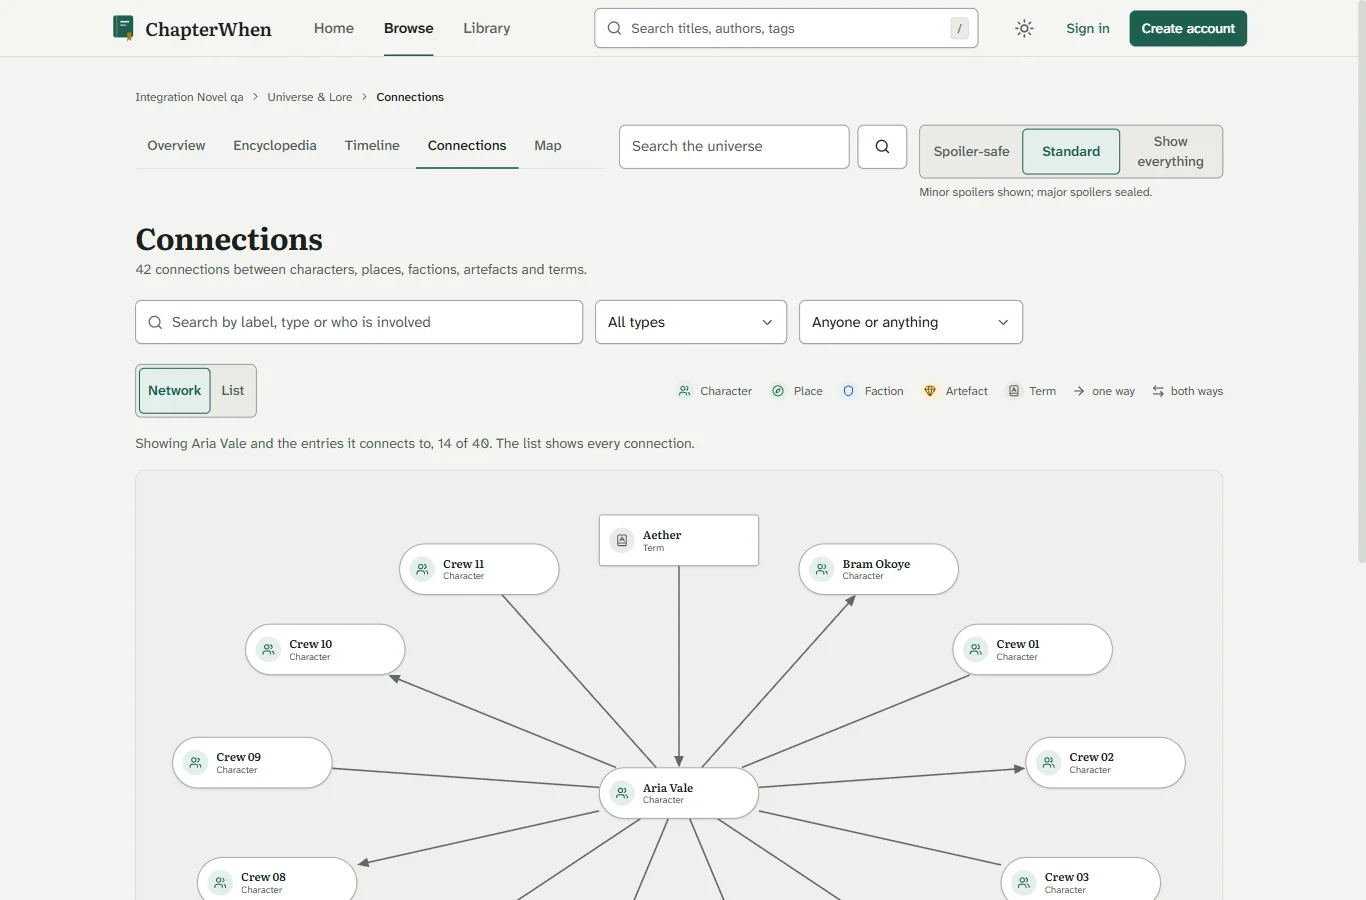 ChapterWhen
Home
Browse
Library
Search titles, authors, tags
/
Sign in
Create account
Integration Novel qa > Universe & Lore > Connections
Overview
Encyclopedia
Timeline
Connections
Map
Search the universe
Spoiler-safe
Standard
Show
everything
Minor spoilers shown; major spoilers sealed.
Connections
42 connections between characters, places, factions, artefacts and terms.
Search by label, type or who is involved
All types
Anyone or anything
Network
List
Character
Place
Faction
Artefact
Term
one way
both ways
Showing Aria Vale and the entries it connects to, 14 of 40. The list shows every connection.
Aether
Term
Crew 11
Character
Bram Okoye
Character
Crew 10
Character
Crew 01
Character
Crew 09
Character
Crew 02
Character
Aria Vale
Character
Crew 08
Character
Crew 03
Character